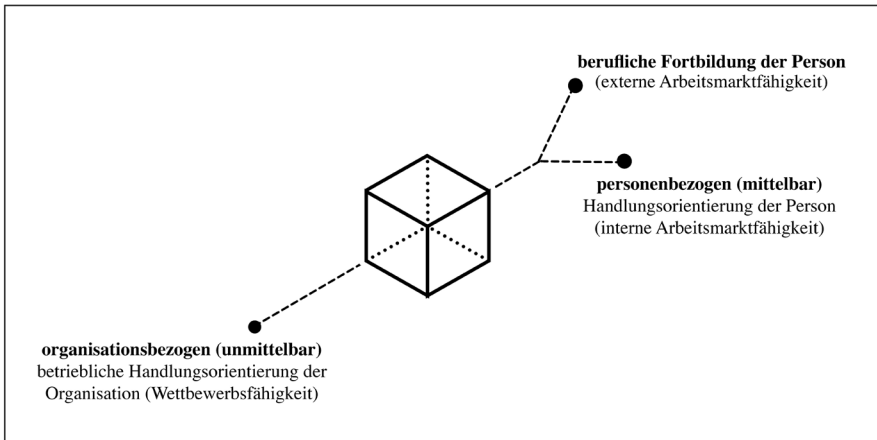 berufliche Fortbildung der Person
(externe Arbeitsmarktfähigkeit)
personenbezogen (mittelbar)
Handlungsorientierung der Person
(interne Arbeitsmarktfähigkeit)
organisationsbezogen (unmittelbar)
betriebliche Handlungsorientierung der
Organisation (Wettbewerbsfähigkeit)